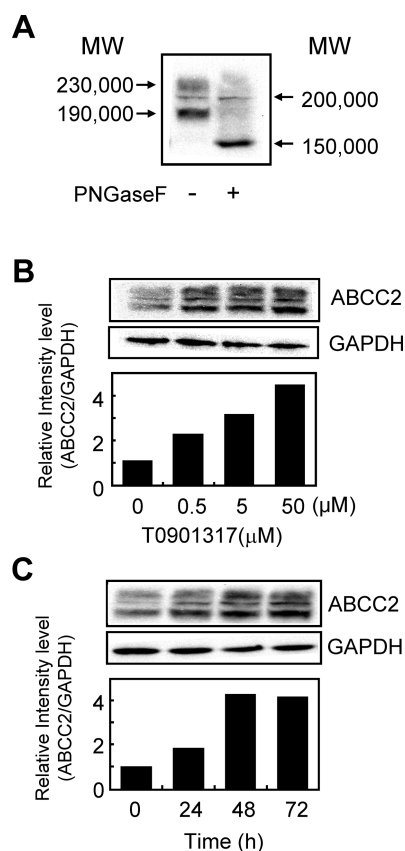 A
MW MW
230,000
190,000
200,000
150,000
PNGaseF - +
B
ABCC2
GAPDH
Relative Intensity level
(ABCC2/GAPDH)
4
2
0
0 0.5 5 50 (μM)
T0901317(μM)
C
ABCC2
GAPDH
Relative Intensity level
(ABCC2/GAPDH)
4
2
0
0 24 48 72
Time (h)